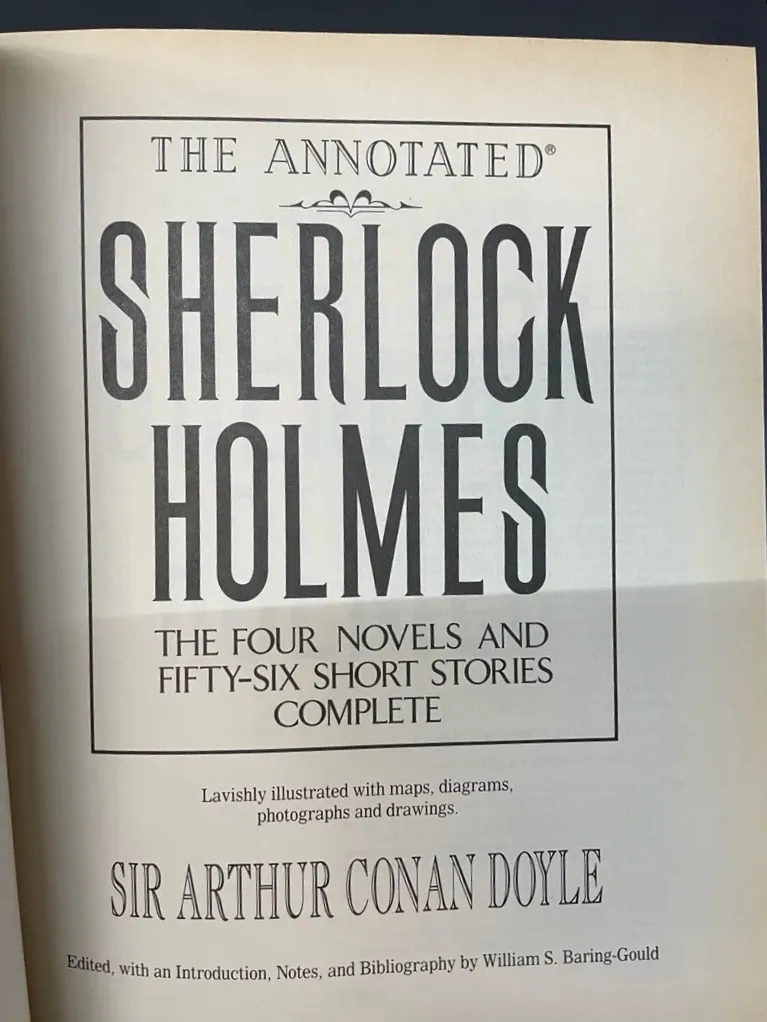 THE ANNOTATED®
SHERLOCK
HOLMES
THE FOUR NOVELS AND
FIFTY-SIX SHORT STORIES
COMPLETE
Lavishly illustrated with maps, diagrams,
photographs and drawings.
SIR ARTHUR CONAN DOYLE
Edited, with an Introduction, Notes, and Bibliography by William S. Baring-Gould